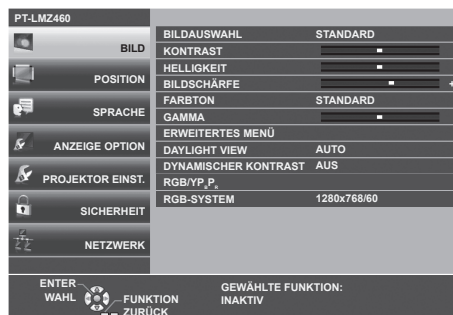 PT-LMZ460
BILD
POSITION
SPRACHE
ANZEIGE OPTION
PROJEKTOR EINST.
SICHERHEIT
NETZWERK
BILDAUSWAHL STANDARD
KONTRAST
HELLIGKEIT
BILDSCHÄRFE +
FARBTON STANDARD
GAMMA
ERWEITERTES MENÜ
DAYLIGHT VIEW AUTO
DYNAMISCHER KONTRAST AUS
RGB/YPBPR
RGB-SYSTEM 1280x768/60
ENTER
WAHL
FUNKTION
ZURÜCK
GEWÄHLTE FUNKTION:
INAKTIV